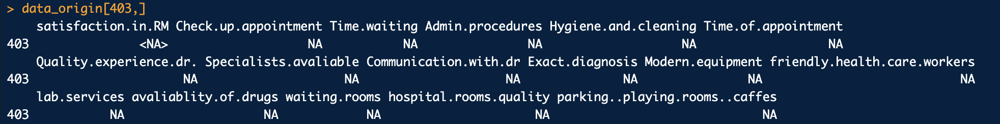 > data_origin[403,]
satisfaction.in.RM Check.up.appointment Time.waiting Admin.procedures Hygiene.and.cleaning Time.of.appointment
403 <NA> NA NA NA NA NA
Quality.experience.dr. Specialists.avaliable Communication.with.dr Exact.diagnosis Modern.equipment friendly.health.care.workers
403 NA NA NA NA NA NA
lab.services avaliablity.of.drugs waiting.rooms hospital.rooms.quality parking..playing.rooms..caffes
403 NA NA NA NA NA